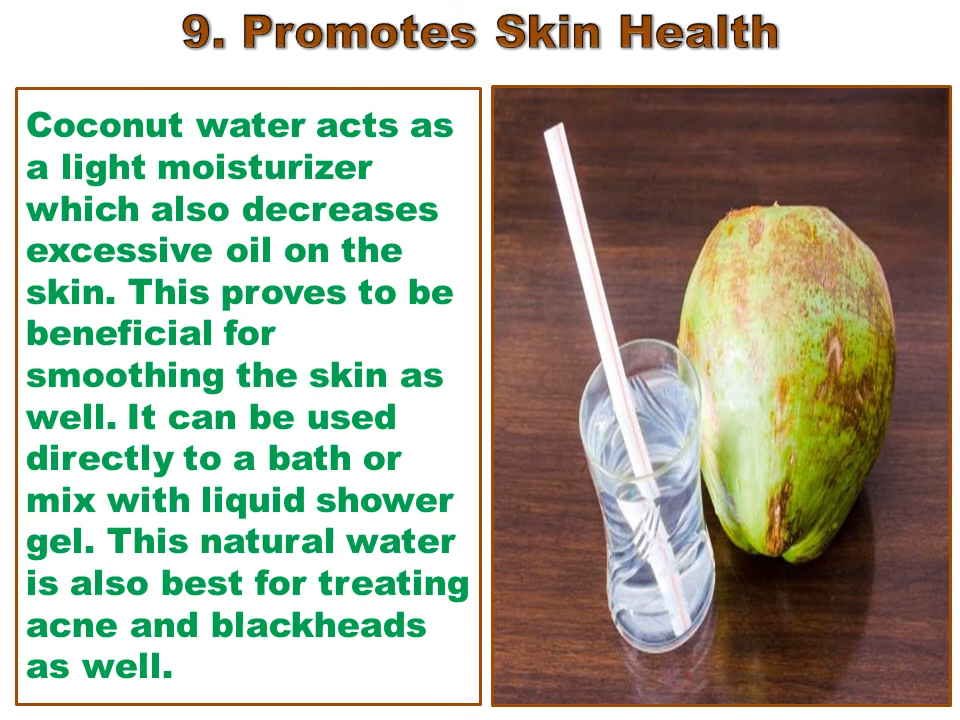 9. Promotes Skin Health
Coconut water acts as
a light moisturizer
which also decreases
excessive oil on the
skin. This proves to be
beneficial for
smoothing the skin as
well. It can be used
directly to a bath or
mix with liquid shower
gel. This natural water
is also best for treating
acne and blackheads
as well.